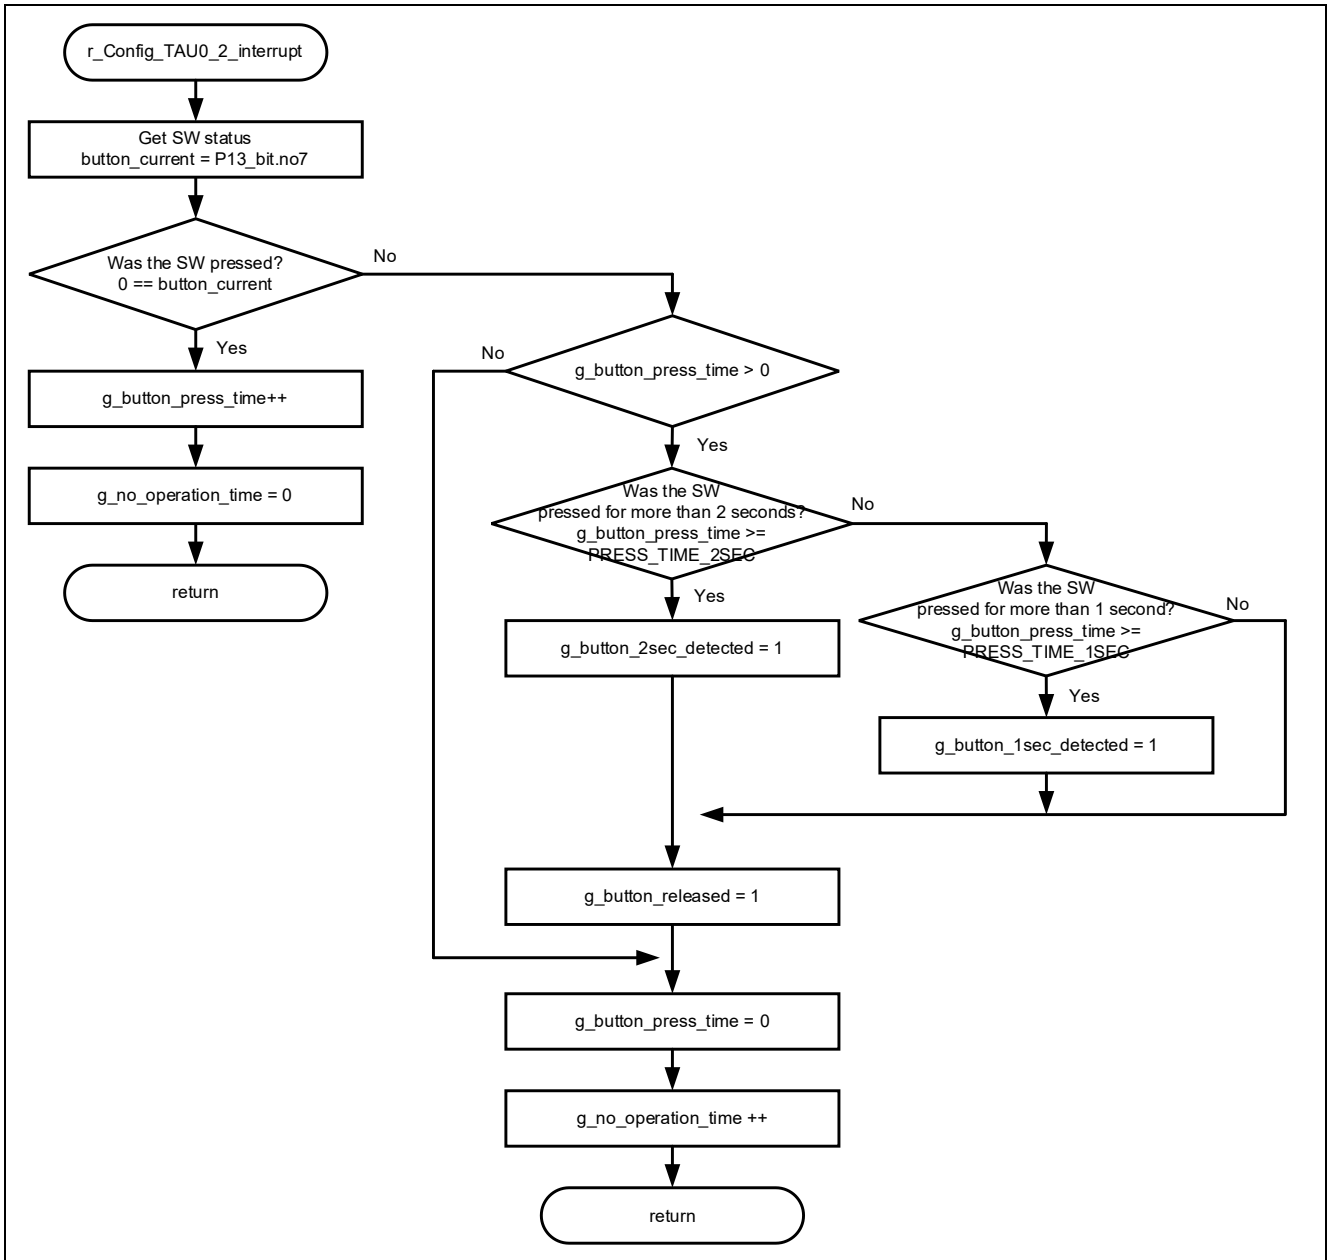 r_Config_TAU0_2_interrupt
Get SW status
button_current = P13_bit.no7
Was the SW pressed?
0 == button_current
No
Yes
g_button_press_time++
g_no_operation_time = 0
return
g_button_press_time > 0
No
Yes
Was the SW
pressed for more than 2 seconds?
g_button_press_time >=
PRESS_TIME_2SEC
No
Yes
g_button_2sec_detected = 1
Was the SW
pressed for more than 1 second?
g_button_press_time >=
PRESS_TIME_1SEC
No
Yes
g_button_1sec_detected = 1
g_button_released = 1
g_button_press_time = 0
g_no_operation_time ++
return